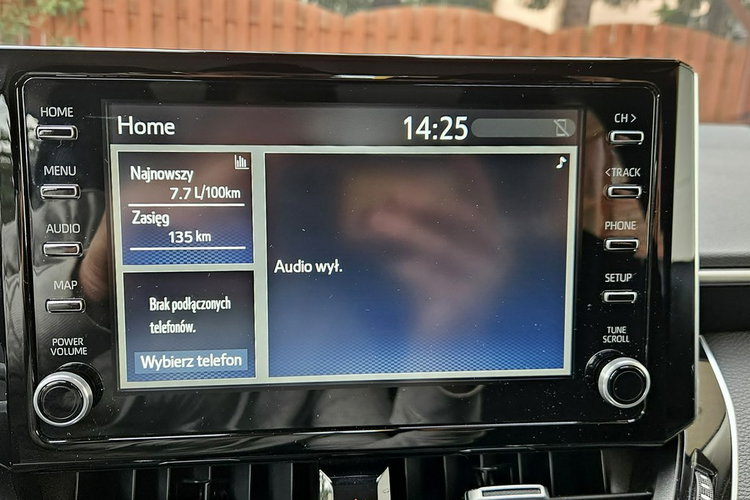 HOME
MENU
AUDIO
MAP
POWER
VOLUME
Home
14:25
Najnowszy
7.7 L/100km
Zasięg
135 km
Brak podłączonych
telefonów.
Wybierz telefon
Audio wył.
CH >
< TRACK
PHONE
SETUP
TUNE
SCROLL